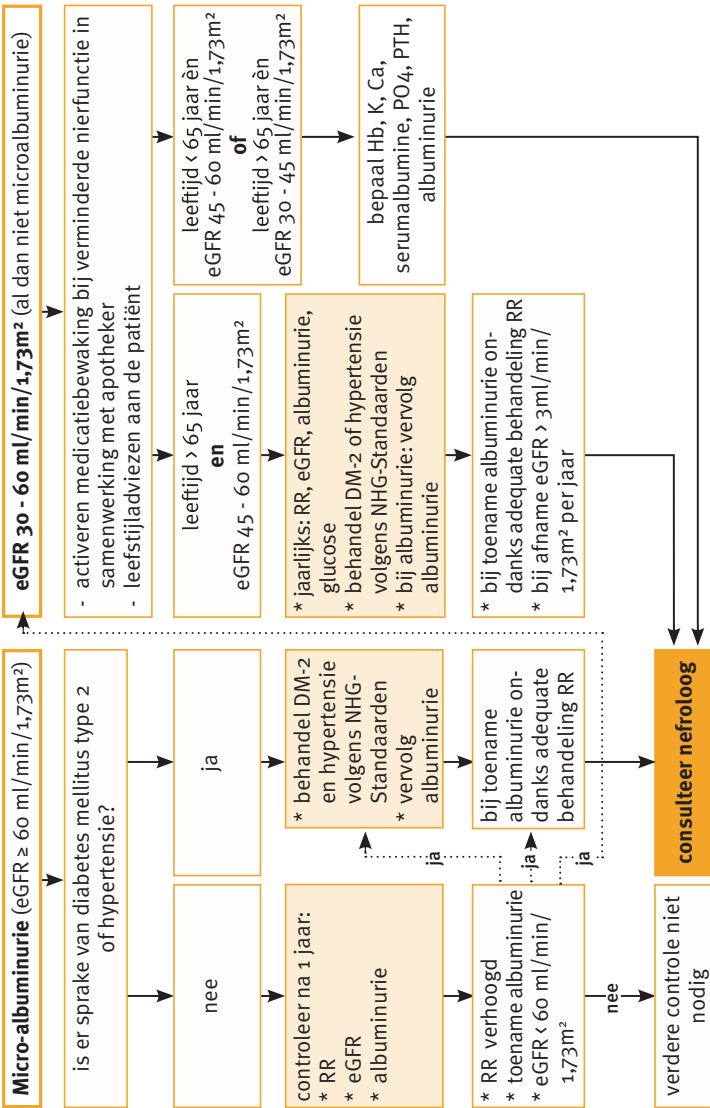 Micro-albuminurie (eGFR ≥ 60 ml/min/1,73m²)
is er sprake van diabetes mellitus type 2
of hypertensie?
nee
ja
controleer na 1 jaar:
* RR
* eGFR
* albuminurie
* behandel DM-2
en hypertensie
volgens NHG-
Standaarden
* vervolg
albuminurie
* RR verhoogd
* toename albuminurie
* eGFR < 60 ml/min/
1,73m²
ja
ja
ja
bij toename
albuminurie on-
danks adequate
behandeling RR
nee
verdere controle niet
nodig
consulteer nefroloog
eGFR 30 - 60 ml/min/1,73m² (al dan niet microalbuminurie)
- activeren medicatiebewaking bij verminderde nierfunctie in
samenwerking met apotheker
- leefstijladviezen aan de patiënt
leeftijd > 65 jaar
en
eGFR 45 - 60 ml/min/1,73m²
leeftijd < 65 jaar èn
eGFR 45 - 60 ml/min/1,73m²
of
leeftijd > 65 jaar èn
eGFR 30 - 45 ml/min/1,73m²
* jaarlijks: RR, eGFR, albuminurie,
glucose
* behandel DM-2 of hypertensie
volgens NHG-Standaarden
* bij albuminurie: vervolg
albuminurie
bepaal Hb, K, Ca,
serumalbumine, PO4, PTH,
albuminurie
* bij toename albuminurie on-
danks adequate behandeling RR
* bij afname eGFR > 3ml/min/
1,73m² per jaar